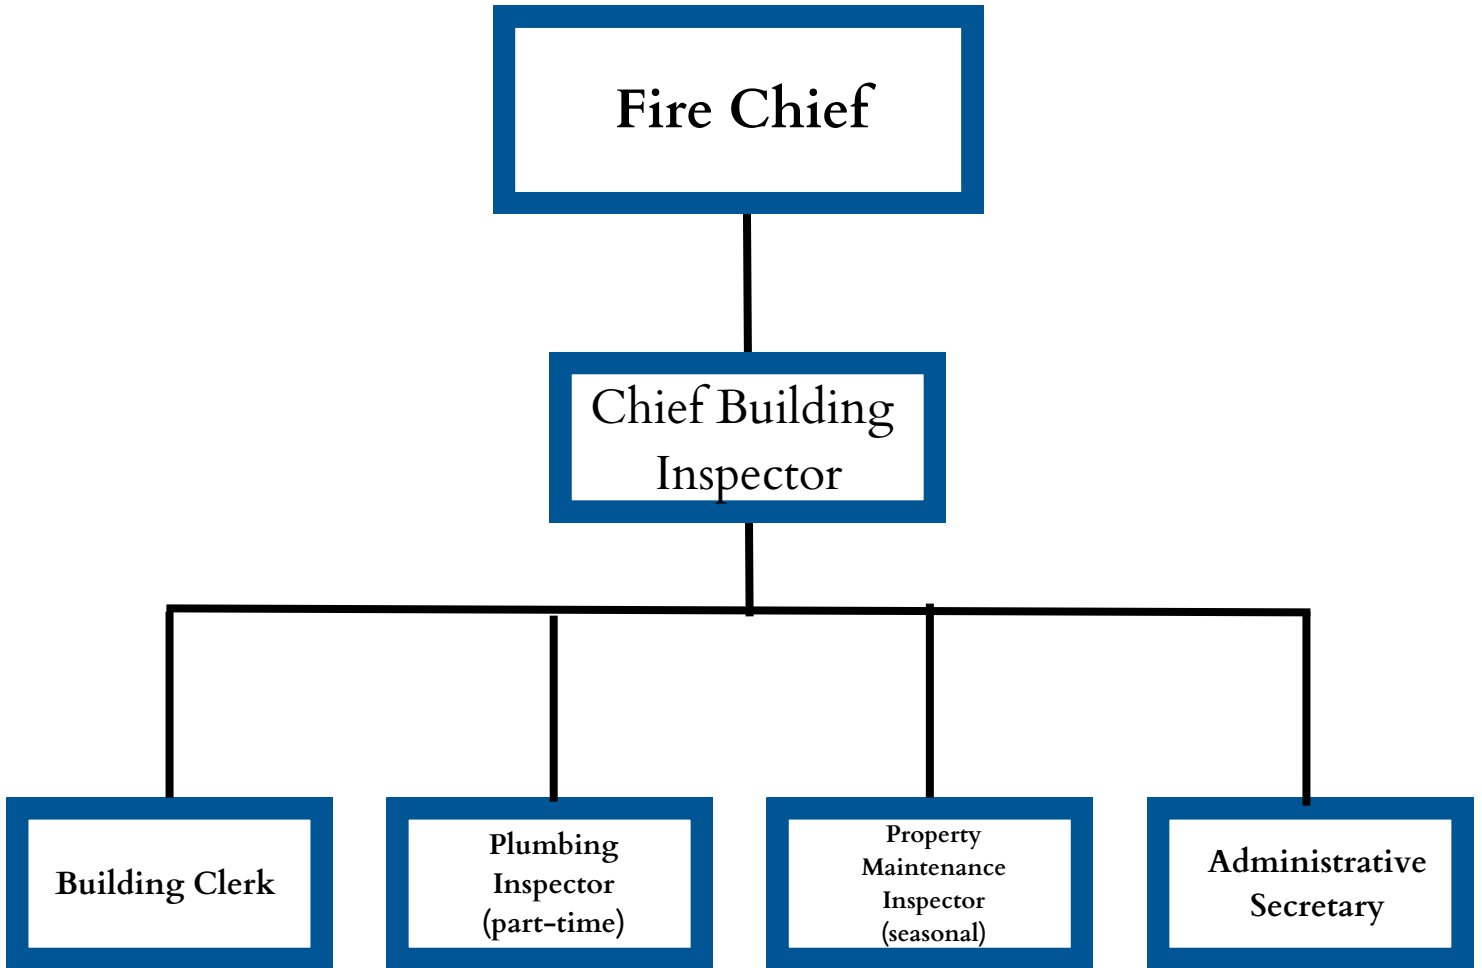 Fire Chief
Chief Building
Inspector
Building Clerk
Plumbing
Inspector
(part-time)
Property
Maintenance
Inspector
(seasonal)
Administrative
Secretary